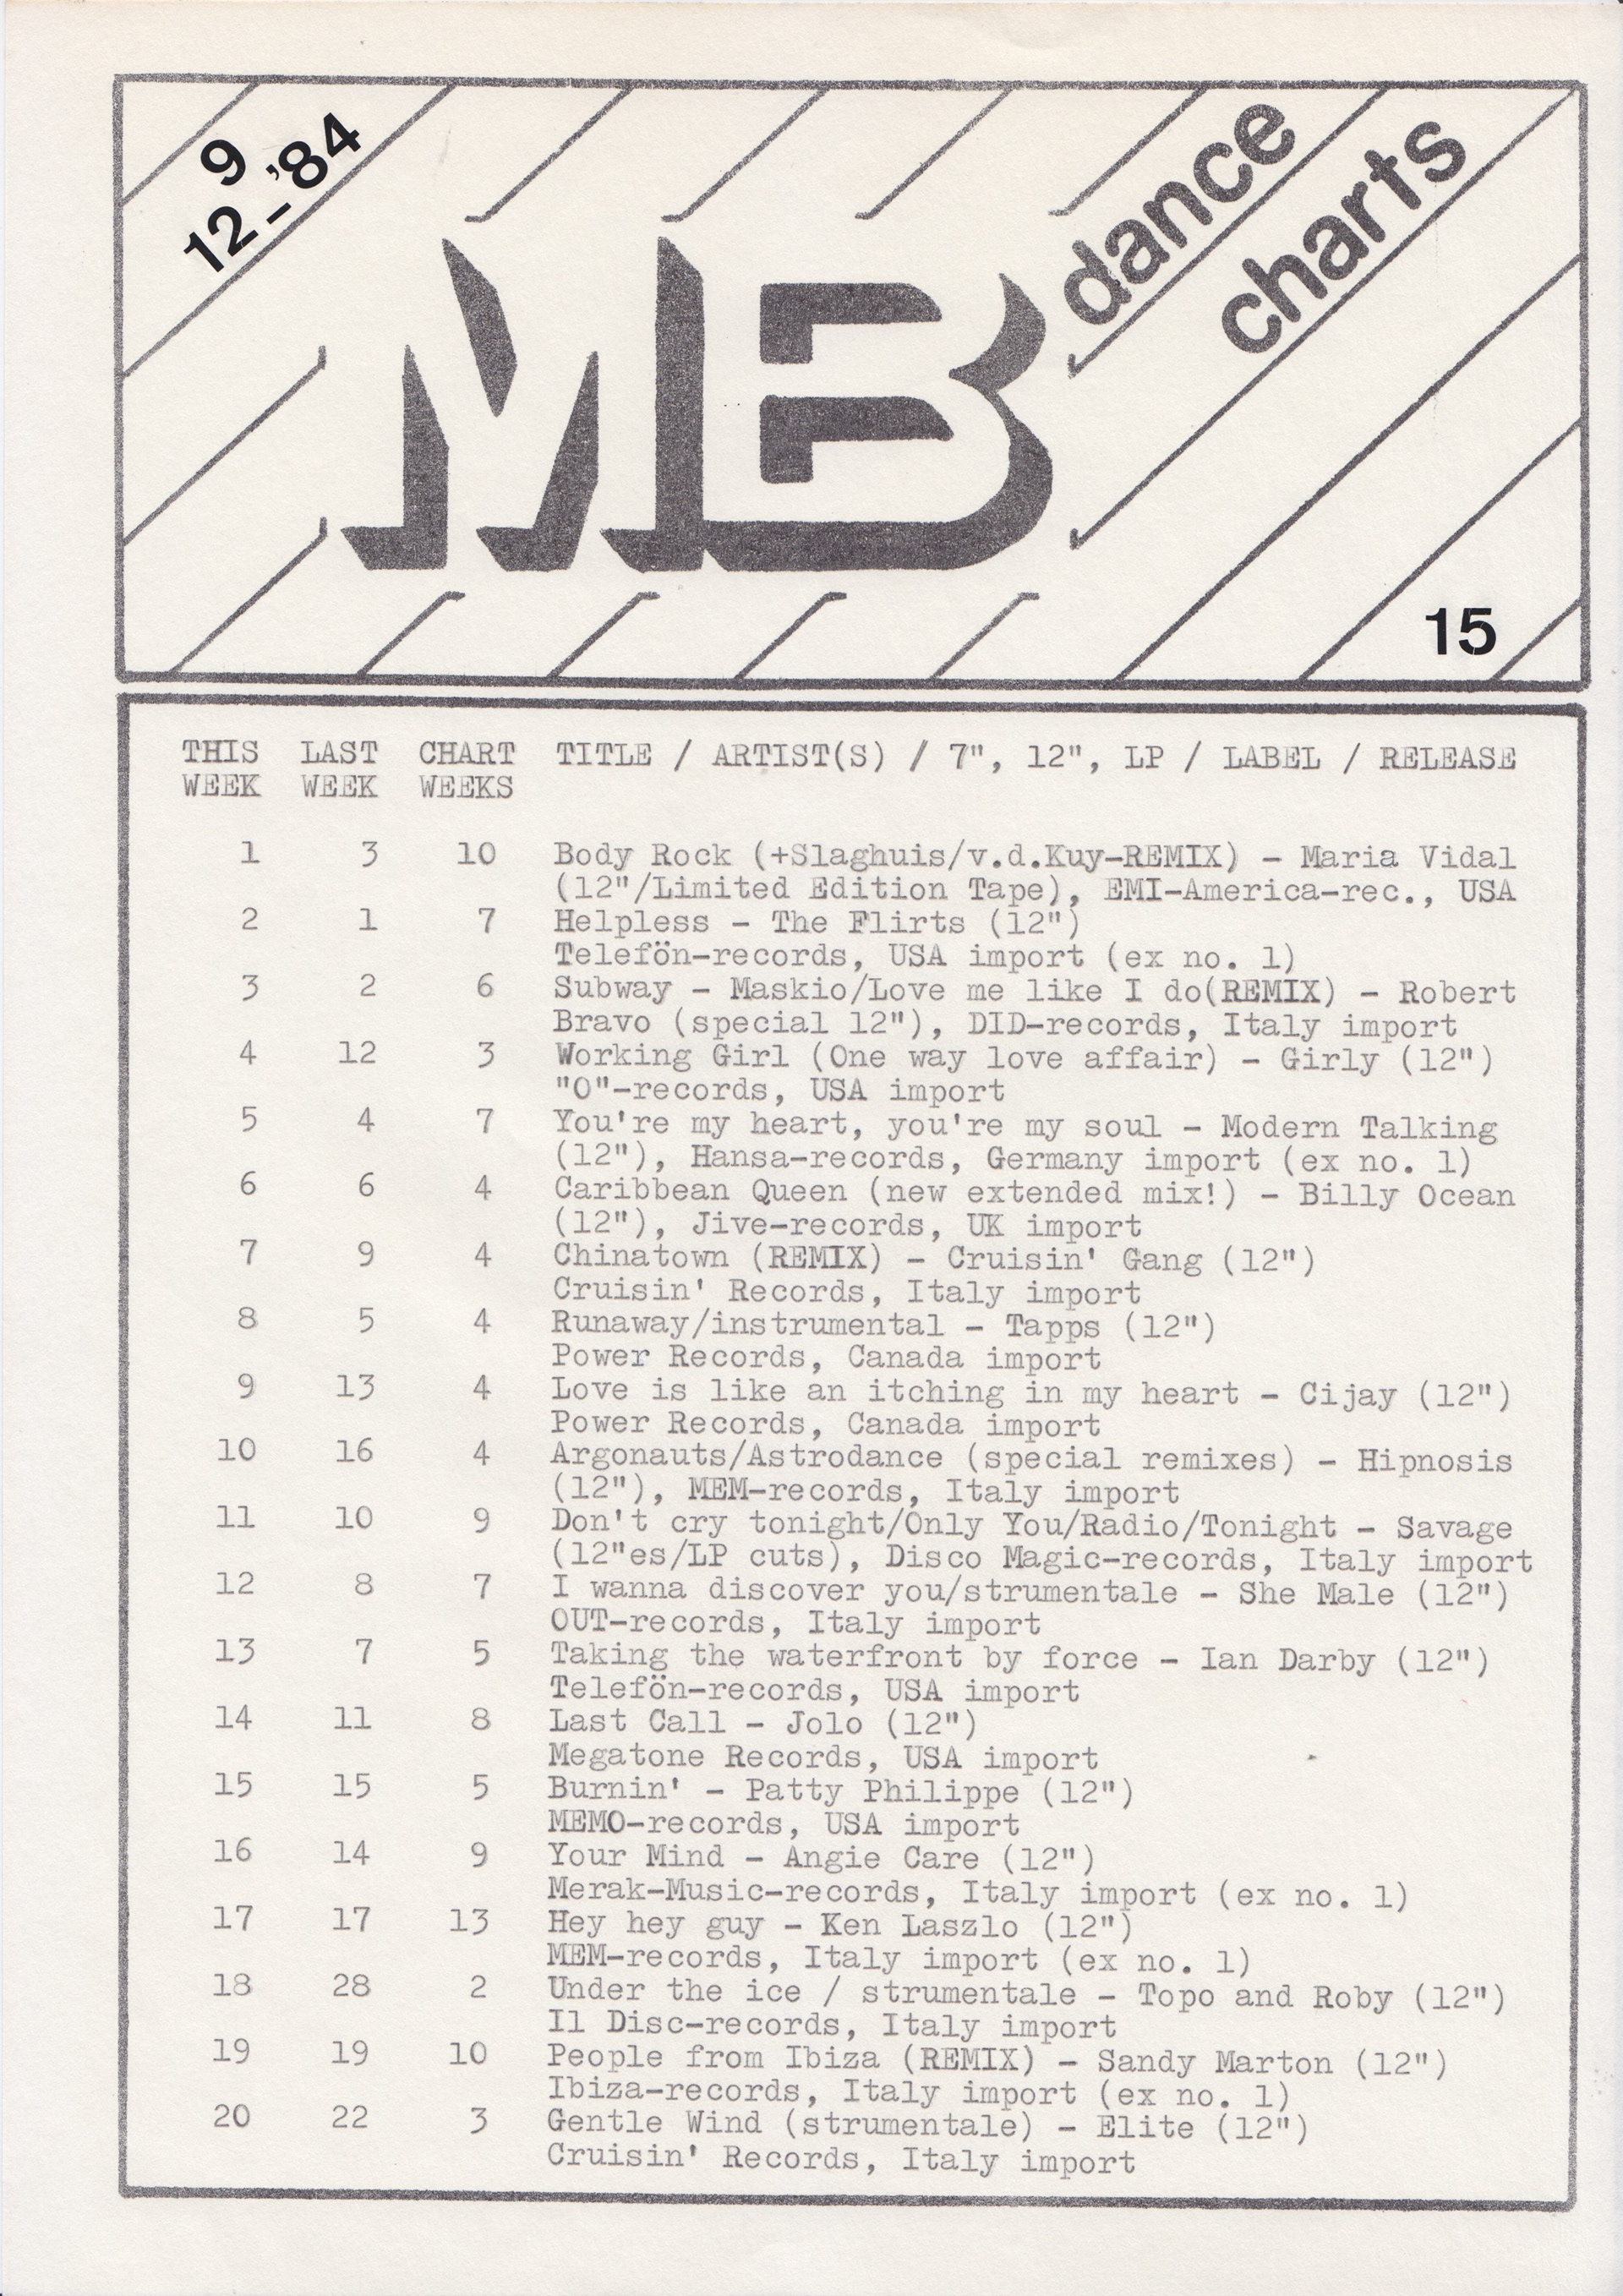 9
12-'84
dance
charts
MB
15
THIS LAST CHART TITLE / ARTIST(S) / 7", 12", LP / LABEL / RELEASE
WEEK WEEK WEEKS
1 3 10 Body Rock (+Slaghuis/v.d.Kuy-REMIX) - Maria Vidal
(12"/Limited Edition Tape), EMI-America-rec., USA
2 1 7 Helpless - The Flirts (12")
Telefön-records, USA import (ex no. 1)
3 2 6 Subway - Maskio/Love me like I do(REMIX) - Robert
Bravo (special 12"), DID-records, Italy import
4 12 3 Working Girl (One way love affair) - Girly (12")
"O"-records, USA import
5 4 7 You're my heart, you're my soul - Modern Talking
(12"), Hansa-records, Germany import (ex no. 1)
6 6 4 Caribbean Queen (new extended mix!) - Billy Ocean
(12"), Jive-records, UK import
7 9 4 Chinatown (REMIX) - Cruisin' Gang (12")
Cruisin' Records, Italy import
8 5 4 Runaway/instrumental - Tapps (12")
Power Records, Canada import
9 13 4 Love is like an itching in my heart - Cijay (12")
Power Records, Canada import
10 16 4 Argonauts/Astrodance (special remixes) - Hipnosis
(12"), MEM-records, Italy import
11 10 9 Don't cry tonight/Only You/Radio/Tonight - Savage
(12"es/LP cuts), Disco Magic-records, Italy import
12 8 7 I wanna discover you/strumentale - She Male (12")
OUT-records, Italy import
13 7 5 Taking the waterfront by force - Ian Darby (12")
Telefön-records, USA import
14 11 8 Last Call - Jolo (12")
Megatone Records, USA import
15 15 5 Burnin' - Patty Philippe (12")
MEMO-records, USA import
16 14 9 Your Mind - Angie Care (12")
Merak-Music-records, Italy import (ex no. 1)
17 17 13 Hey hey guy - Ken Laszlo (12")
MEM-records, Italy import (ex no. 1)
18 28 2 Under the ice / strumentale - Topo and Roby (12")
Il Disc-records, Italy import
19 19 10 People from Ibiza (REMIX) - Sandy Marton (12")
Ibiza-records, Italy import (ex no. 1)
20 22 3 Gentle Wind (strumentale) - Elite (12")
Cruisin' Records, Italy import